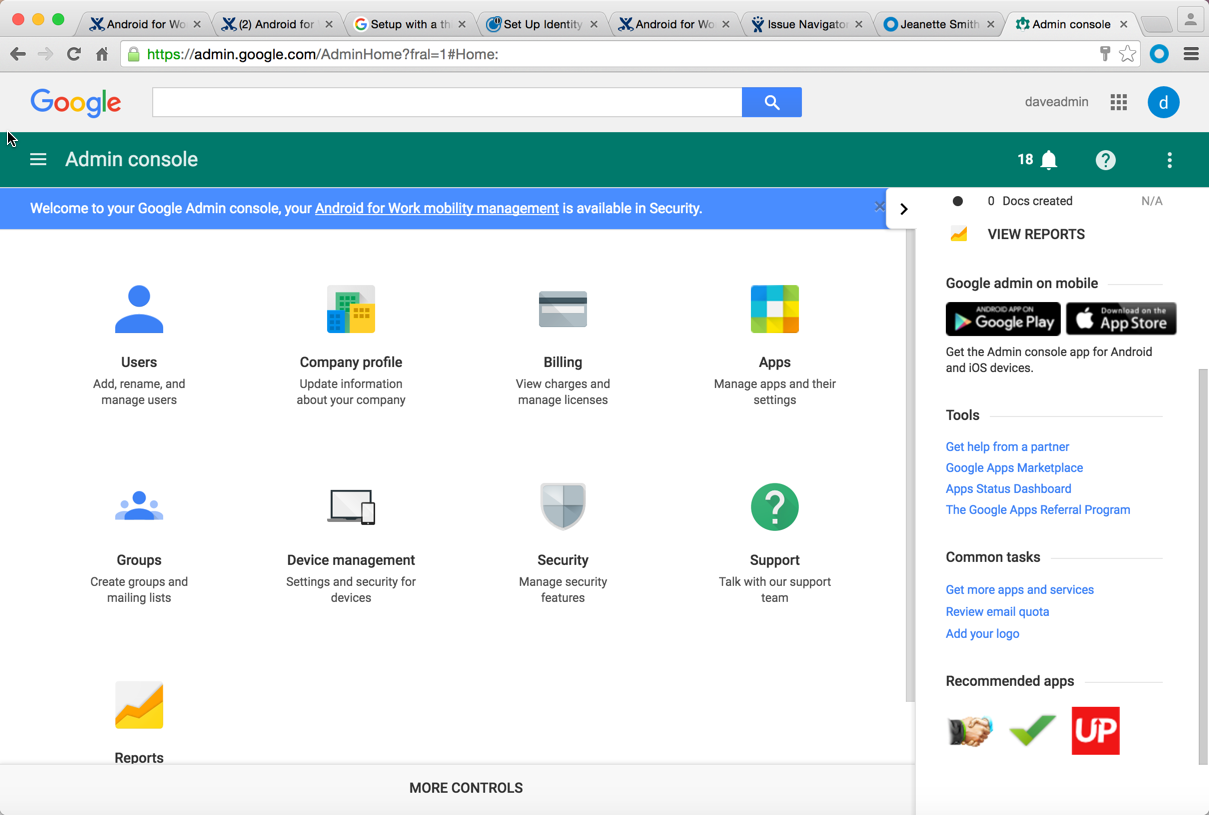 Android for Wo
(2) Android for
Setup with a th
Set Up Identity
Android for Wo
Issue Navigator
Jeanette Smith
Admin console
https://admin.google.com/AdminHome?fral=1#Home:
Google
daveadmin
d
Admin console
18
Welcome to your Google Admin console, your Android for Work mobility management is available in Security.
Users
Add, rename, and
manage users
Company profile
Update information
about your company
Billing
View charges and
manage licenses
Apps
Manage apps and their
settings
Groups
Create groups and
mailing lists
Device management
Settings and security for
devices
Security
Manage security
features
?
Support
Talk with our support
team
Reports
MORE CONTROLS
0 Docs created N/A
VIEW REPORTS
Google admin on mobile
ANDROID APP ON
Google Play
Download on the
App Store
Get the Admin console app for Android
and iOS devices.
Tools
Get help from a partner
Google Apps Marketplace
Apps Status Dashboard
The Google Apps Referral Program
Common tasks
Get more apps and services
Review email quota
Add your logo
Recommended apps
UP